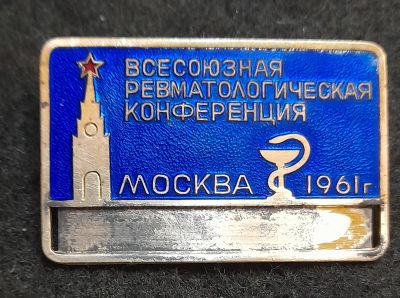 ВСЕСОЮЗНАЯ
РЕВМАТОЛОГИЧЕСКАЯ
КОНФЕРЕНЦИЯ
МОСКВА 1961г